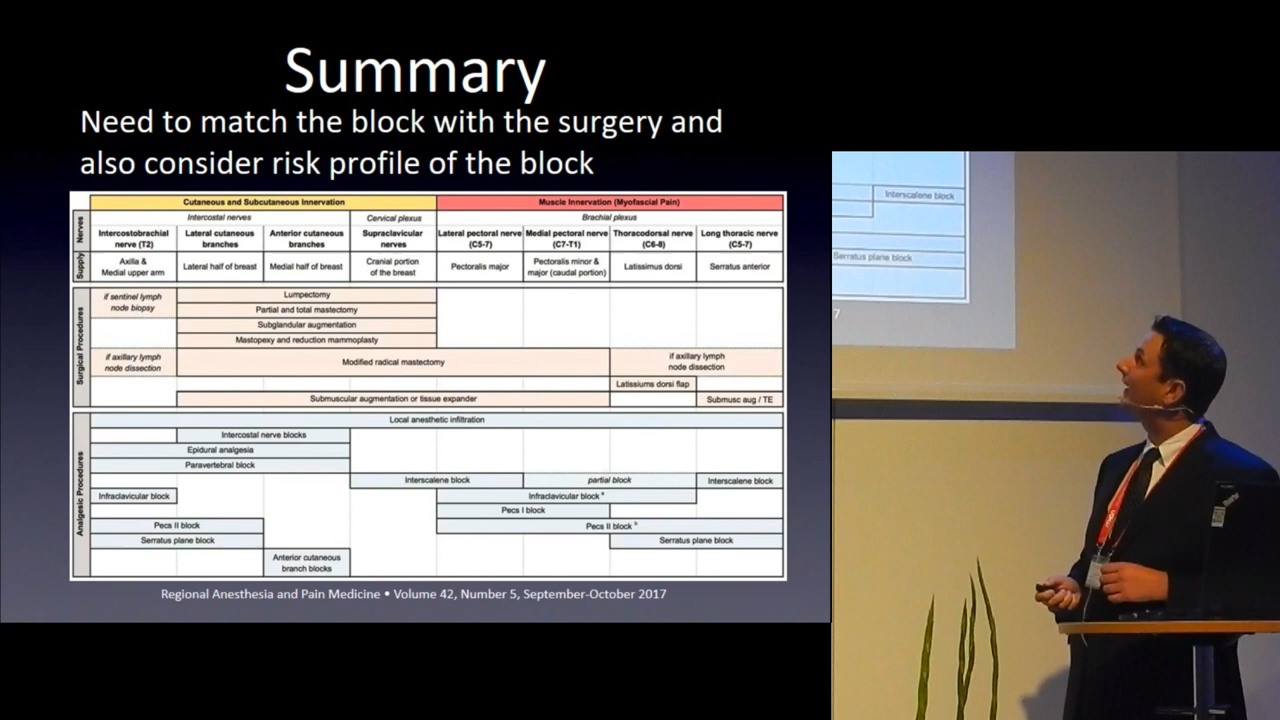 Summary
Need to match the block with the surgery and
also consider risk profile of the block
Cutaneous and Subcutaneous Innervation
Muscle Innervation (Myofascial Pain)
Nerves
Intercostal nerves
Cervical plexus
Brachial plexus
Intercostobrachial
nerve (T2)
Lateral cutaneous
branches
Anterior cutaneous
branches
Supraclavicular
nerves
Lateral pectoral nerve
(C5-7)
Medial pectoral nerve
(C7-T1)
Thoracodorsal nerve
(C6-8)
Long thoracic nerve
(C5-7)
Supply
Axilla &
Medial upper arm
Lateral half of breast
Medial half of breast
Cranial portion
of the breast
Pectoralis major
Pectoralis minor &
major (caudal portion)
Latissimus dorsi
Serratus anterior
Surgical Procedures
if sentinel lymph
node biopsy
Lumpectomy
Partial and total mastectomy
Subglandular augmentation
Mastopexy and reduction mammoplasty
if axillary lymph
node dissection
Modified radical mastectomy
if axillary lymph
node dissection
Latissiums dorsi flap
Submuscular augmentation or tissue expander
Submusc aug / TE
Analgesic Procedures
Local anesthetic infiltration
Intercostal nerve blocks
Epidural analgesia
Paravertebral block
Interscalene block
partial block
Interscalene block
Infraclavicular block
Infraclavicular block a
Pecs I block
Pecs II block
Pecs II block b
Serratus plane block
Serratus plane block
Anterior cutaneous
branch blocks
Regional Anesthesia and Pain Medicine • Volume 42, Number 5, September-October 2017
Interscalene block
Serratus plane block
7